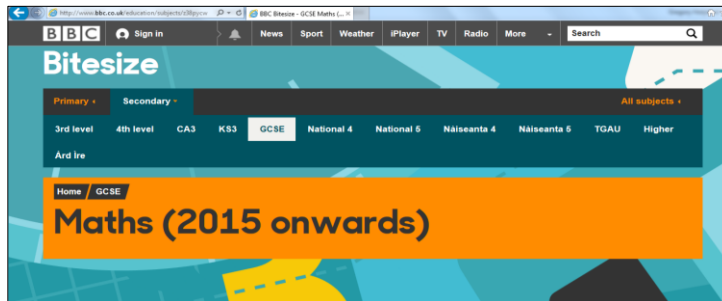 http://www.bbc.co.uk/education/subjects/z38pycw
BBC Bitesize - GCSE Maths (...
BBC Sign in News Sport Weather iPlayer TV Radio More Search
Bitesize
Primary Secondary All subjects
3rd level 4th level CA3 KS3 GCSE National 4 National 5 Nàiseanta 4 Nàiseanta 5 TGAU Higher
Àrd Ìre
Home GCSE
Maths (2015 onwards)